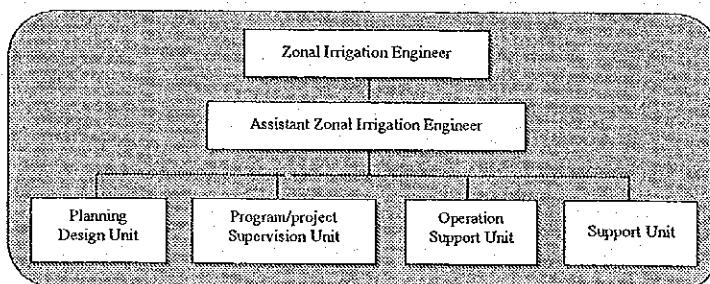 Zonal Irrigation Engineer
Assistant Zonal Irrigation Engineer
Planning
Design Unit
Program/project
Supervision Unit
Operation
Support Unit
Support Unit